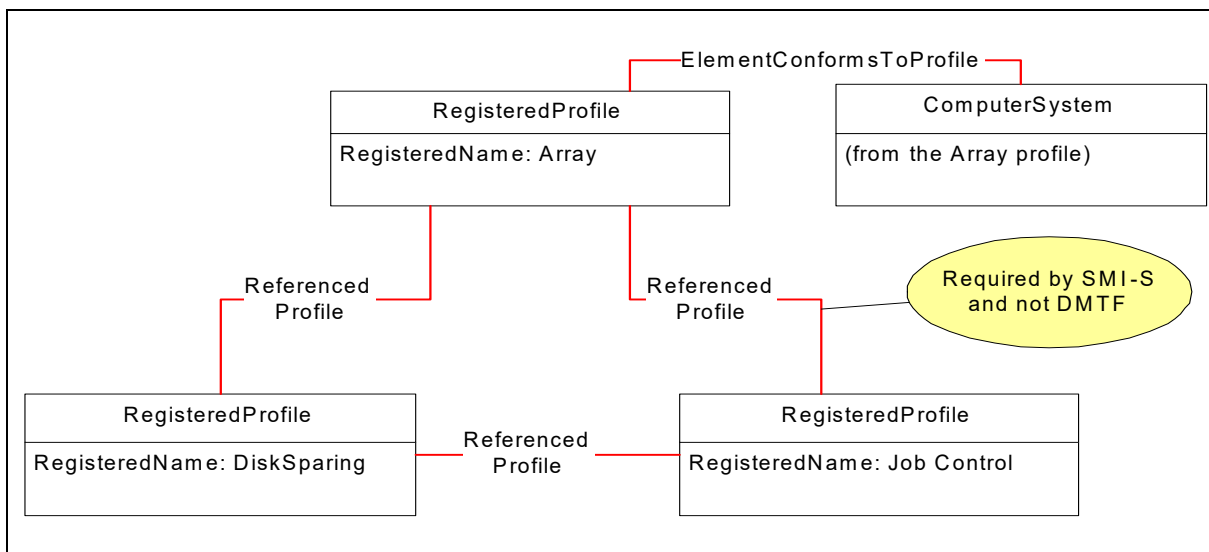 ElementConformsToProfile
RegisteredProfile
RegisteredName: Array
ComputerSystem
(from the Array profile)
Referenced
Profile
Referenced
Profile
Required by SMI-S
and not DMTF
RegisteredProfile
RegisteredName: DiskSparing
Referenced
Profile
RegisteredProfile
RegisteredName: Job Control